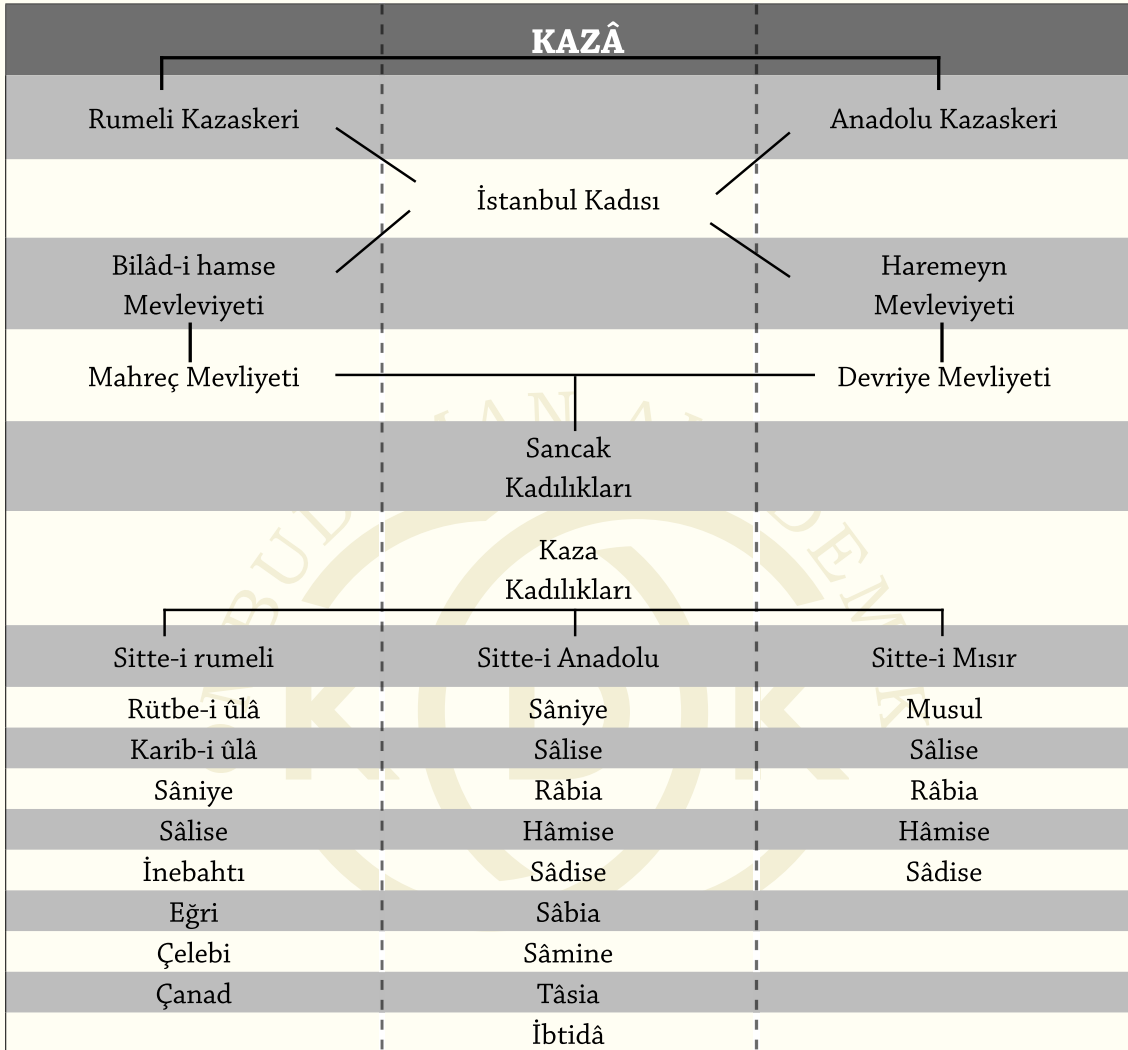 KAZÂ
Rumeli Kazaskeri
Anadolu Kazaskeri
İstanbul Kadısı
Bilâd-i hamse
Mevleviyeti
Haremeyn
Mevleviyeti
Mahreç Mevliyeti
Devriye Mevliyeti
Sancak
Kadılıkları
Kaza
Kadılıkları
Sitte-i rumeli
Sitte-i Anadolu
Sitte-i Mısır
Rütbe-i ûlâ
Sâniye
Musul
Karib-i ûlâ
Sâlise
Sâlise
Sâniye
Râbia
Râbia
Sâlise
Hâmise
Hâmise
İnebahtı
Sâdise
Sâdise
Eğri
Sâbia
Çelebi
Sâmine
Çanad
Tâsia
İbtidâ
KDK